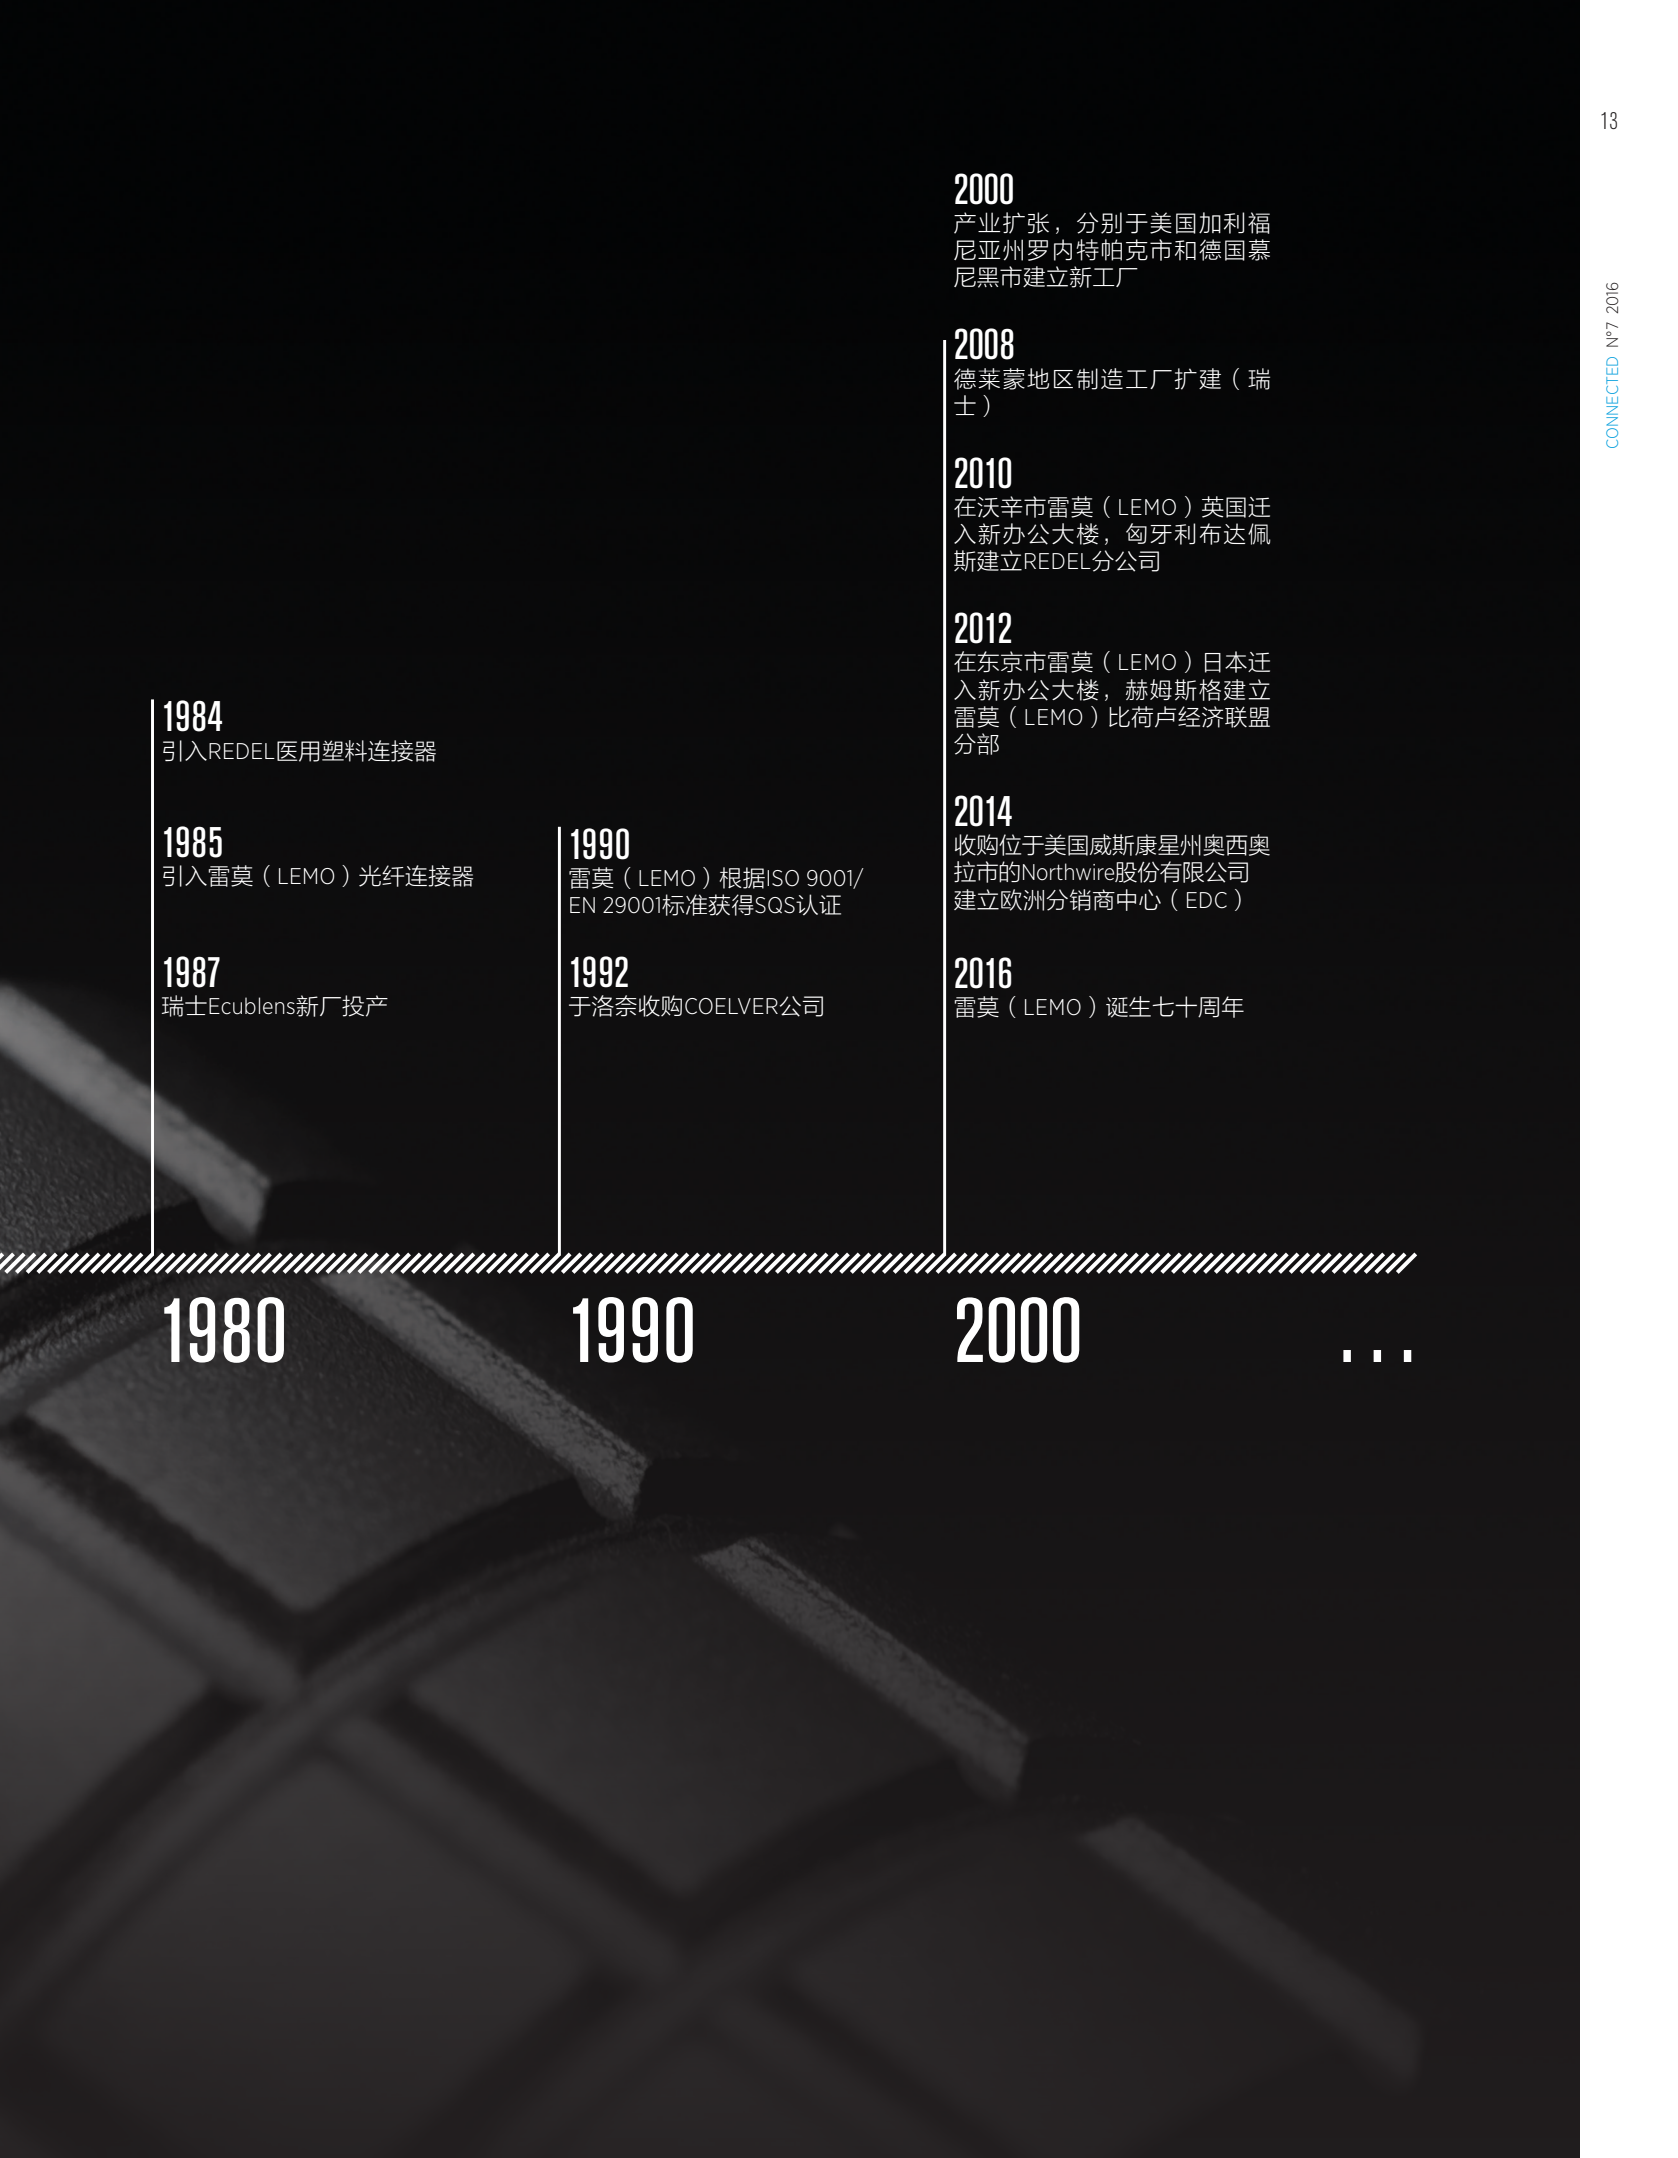 13
CONNECTED N°7 2016
1984
引入REDEL医用塑料连接器
1985
引入雷莫（LEMO）光纤连接器
1987
瑞士Ecublens新厂投产
1990
雷莫（LEMO）根据ISO 9001/
EN 29001标准获得SQS认证
1992
于洛奈收购COELVER公司
2000
产业扩张，分别于美国加利福
尼亚州罗内特帕克市和德国慕
尼黑市建立新工厂
2008
德莱蒙地区制造工厂扩建（瑞
士）
2010
在沃辛市雷莫（LEMO）英国迁
入新办公大楼，匈牙利布达佩
斯建立REDEL分公司
2012
在东京市雷莫（LEMO）日本迁
入新办公大楼，赫姆斯格建立
雷莫（LEMO）比荷卢经济联盟
分部
2014
收购位于美国威斯康星州奥西奥
拉市的Northwire股份有限公司
建立欧洲分销商中心（EDC）
2016
雷莫（LEMO）诞生七十周年
1980
1990
2000
...